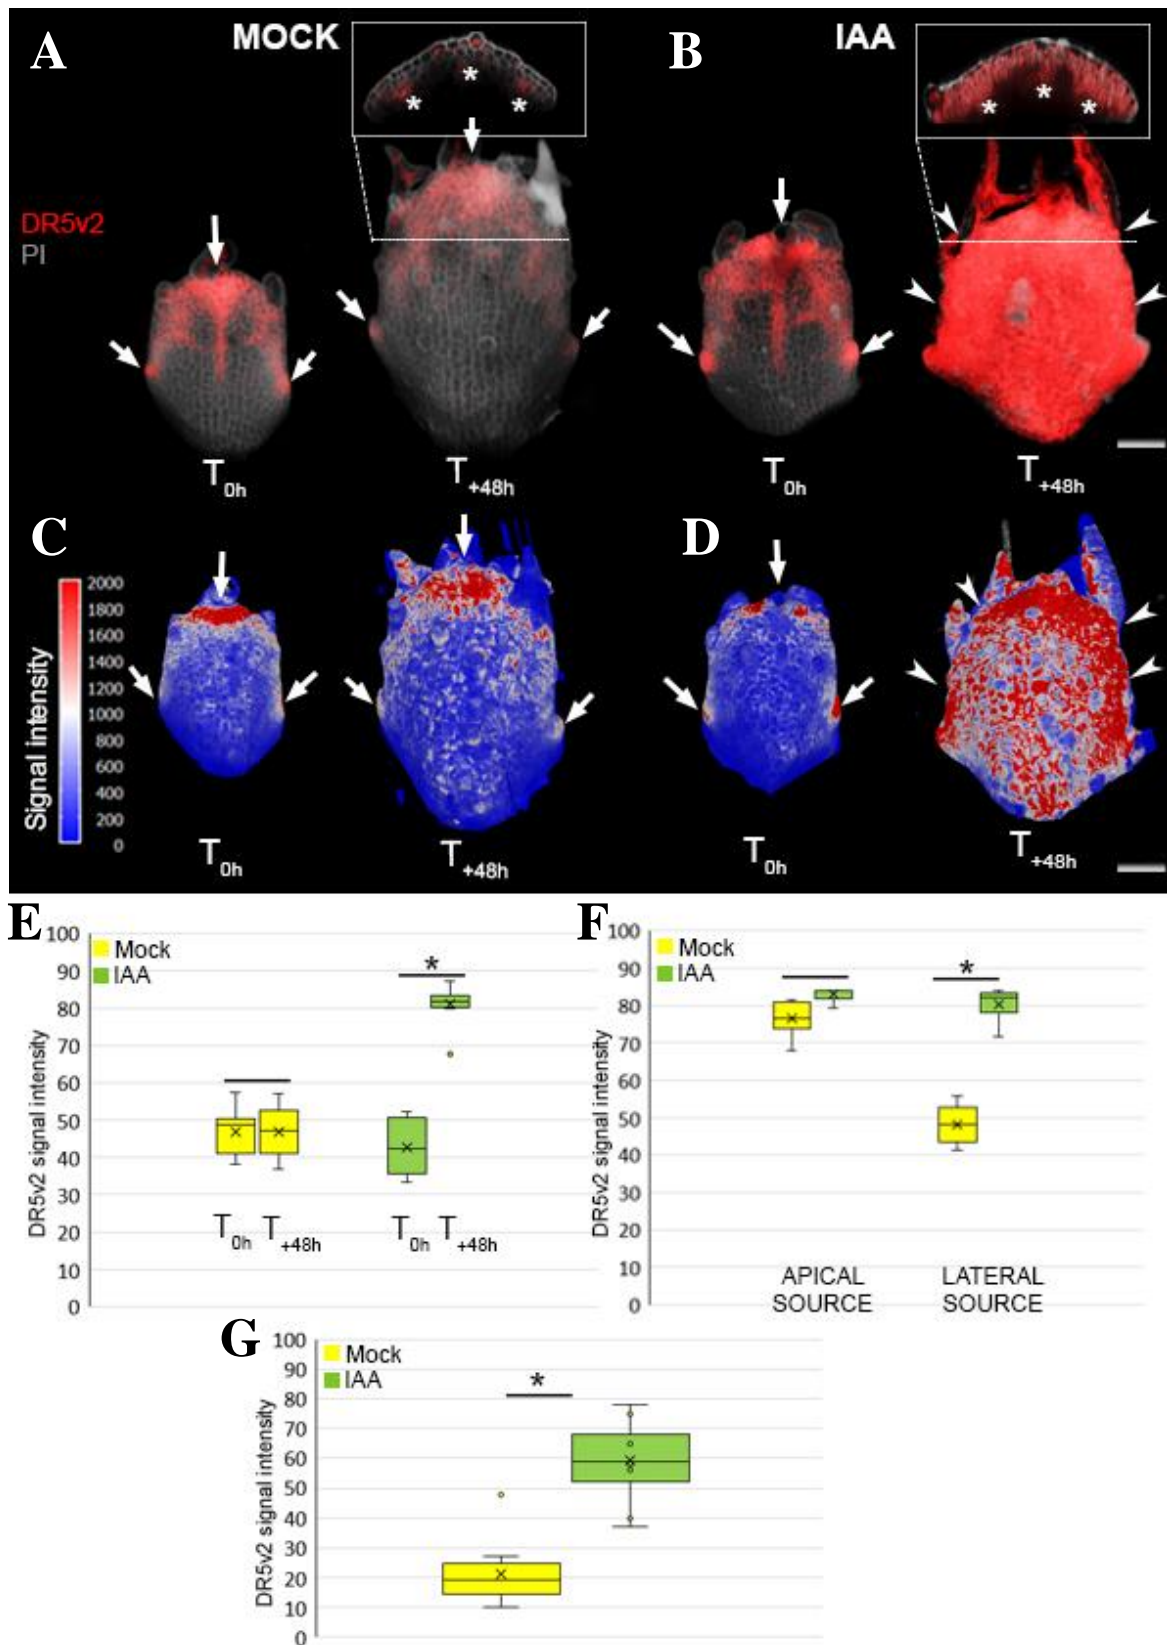 A
MOCK
*
*
*
B
IAA
*
*
*
DR5v2
PI
T0h
T+48h
T0h
T+48h
C
D
Signal intensity
2000
1800
1600
1400
1200
1000
800
600
400
200
0
T0h
T+48h
T0h
T+48h
E
DR5v2 signal intensity
100
90
80
70
60
50
40
30
20
10
0
Mock
IAA
*
T0h
T+48h
T0h
T+48h
F
DR5v2 signal intensity
100
90
80
70
60
50
40
30
20
10
0
Mock
IAA
*
APICAL
SOURCE
LATERAL
SOURCE
G
DR5v2 signal intensity
100
90
80
70
60
50
40
30
20
10
0
Mock
IAA
*